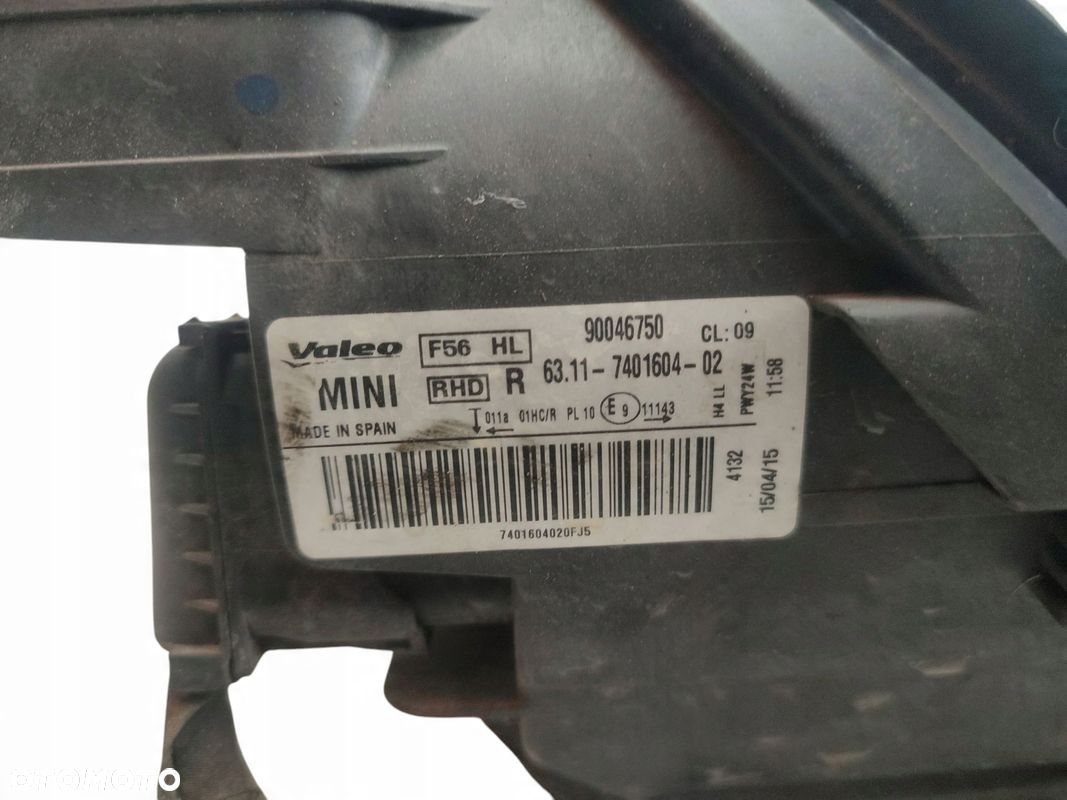 Valeo F56 HL 90046750 CL: 09
MINI RHD R 63.11-7401604-02
MADE IN SPAIN 011a 01HC/R PL 10 E 9 11143
H4 LL
PWY24W
4132
15/04/15 11:58
7401604020FJ5
OTOMOTO